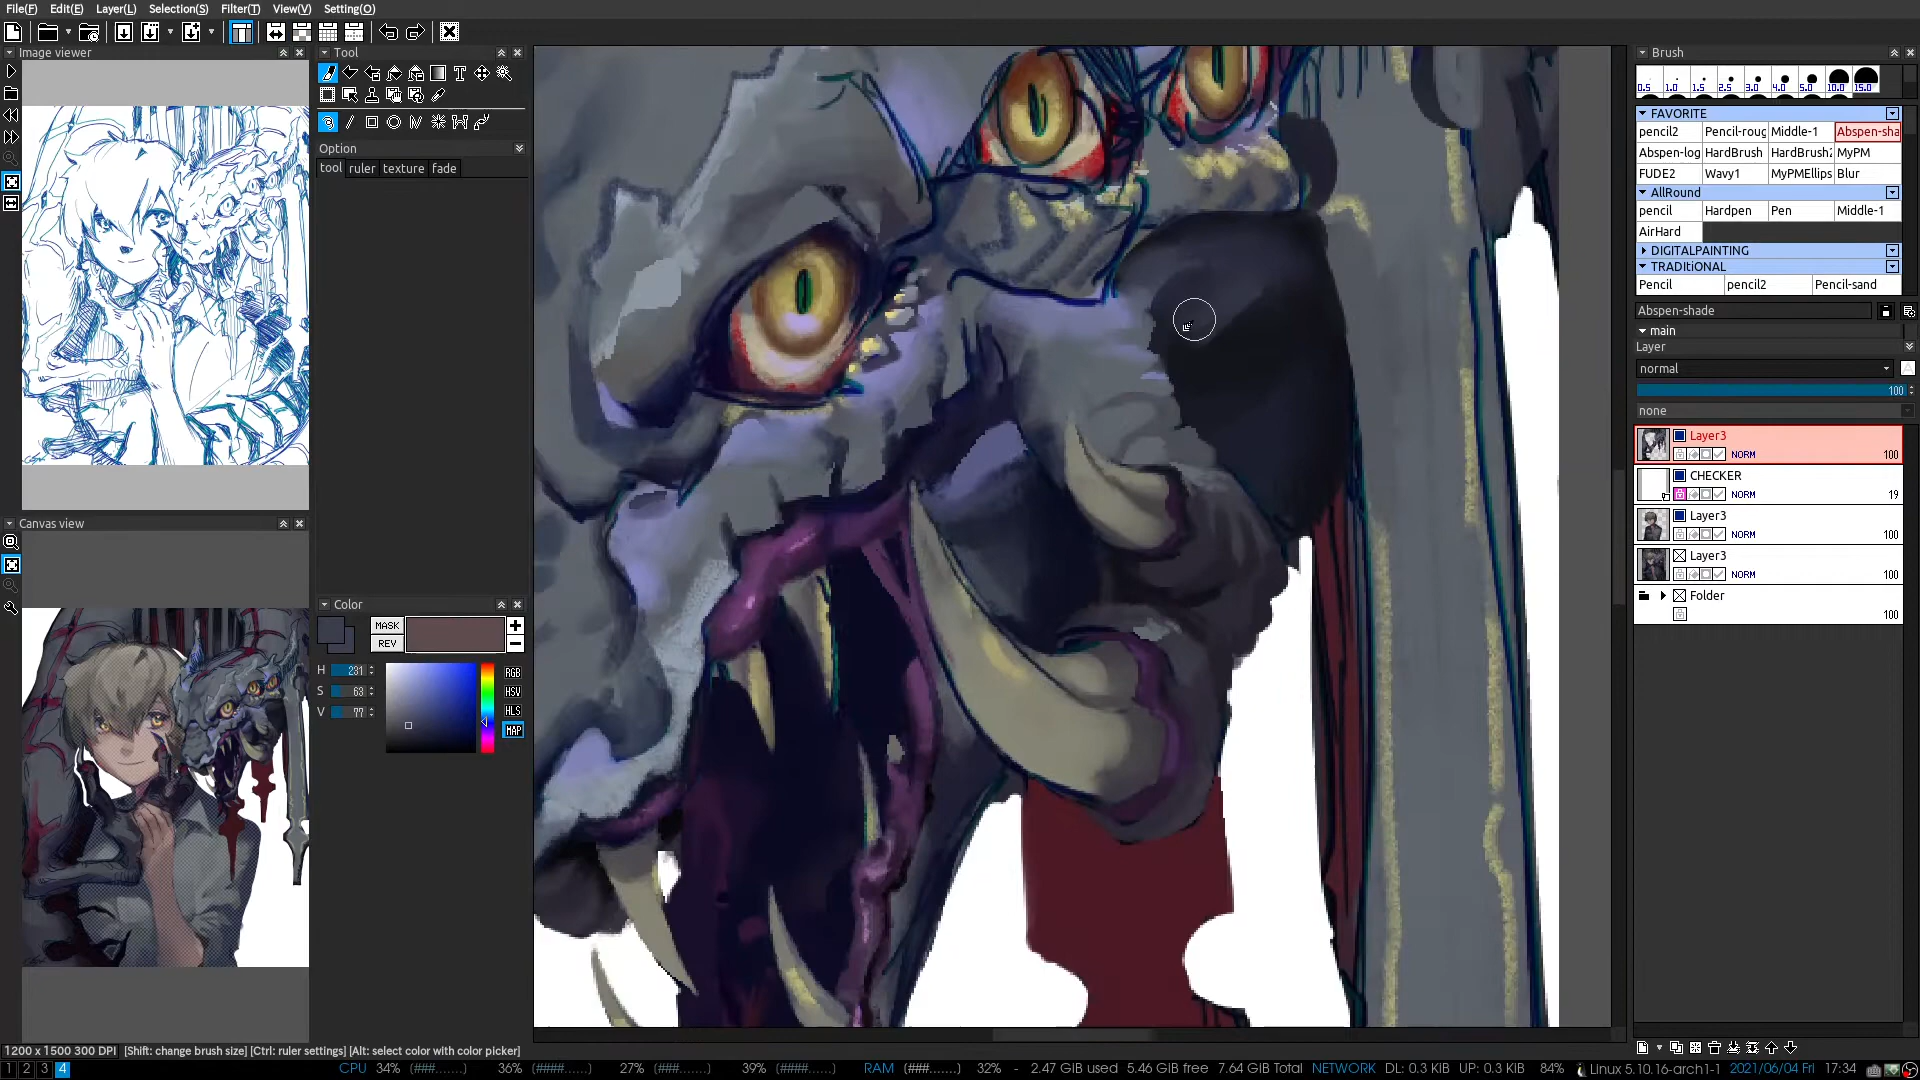 File(F) Edit(E) Layer(L) Selection(S) Filter(T) View(V) Setting(O)
Image viewer
Tool
Option
tool ruler texture fade
Canvas view
Color
MASK
REV
H 231
S 63
V 77
RGB
HSV
HLS
MAP
Brush
0.5 1.0 1.5 2.5 3.0 4.0 5.0 10.0 15.0
FAVORITE
pencil2 Pencil-roug Middle-1 Abspen-sha
Abspen-log HardBrush HardBrush2 MyPM
FUDE2 Wavy1 MyPMEllips Blur
AllRound
pencil Hardpen Pen Middle-1
AirHard
DIGITALPAINTING
TRADItiONAL
Pencil pencil2 Pencil-sand
Abspen-shade
main
Layer
normal
100
none
Layer3
NORM 100
CHECKER
NORM 19
Layer3
NORM 100
Layer3
NORM 100
Folder
100
1200 x 1500 300 DPI [Shift: change brush size] [Ctrl: ruler settings] [Alt: select color with color picker]
1 2 3 4 CPU 34% (###.......) 36% (####......) 27% (###.......) 39% (####......) RAM (###.......) 32% - 2.47 GiB used 5.46 GiB free 7.64 GiB Total NETWORK DL: 0.3 KiB UP: 0.3 KiB 84% Linux 5.10.16-arch1-1 2021/06/04 Fri 17:34